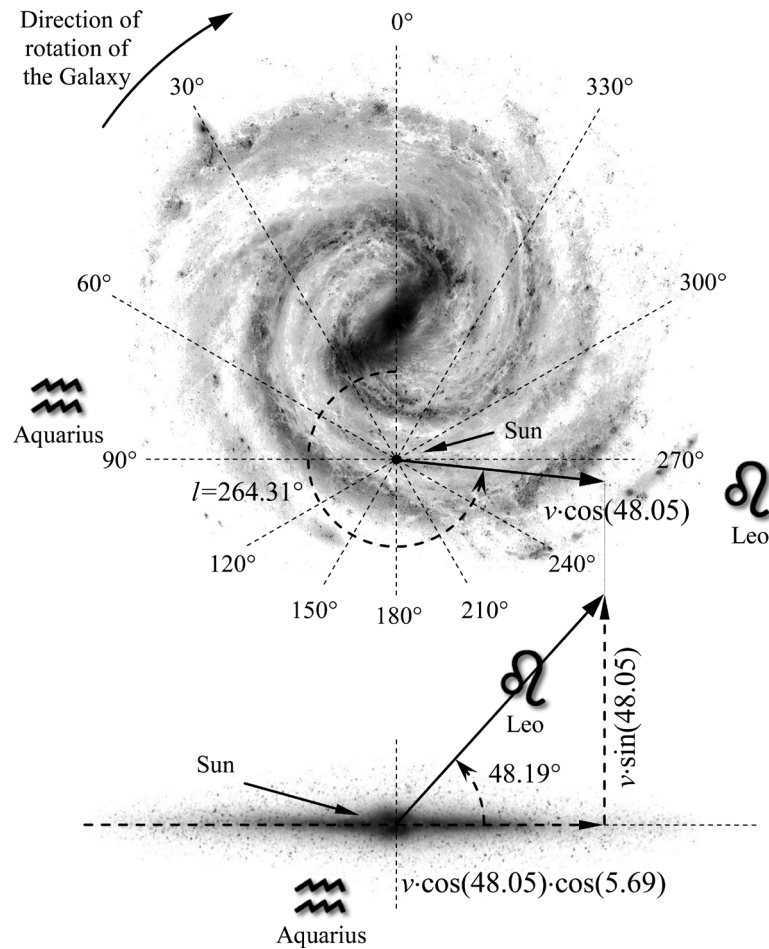 Direction of
rotation of
the Galaxy
0°
30°
330°
60°
300°
Aquarius
Sun
90°
270°
l=264.31°
v·cos(48.05)
Leo
120°
240°
150°
210°
180°
Leo
v·sin(48.05)
Sun
48.19°
v·cos(48.05)·cos(5.69)
Aquarius